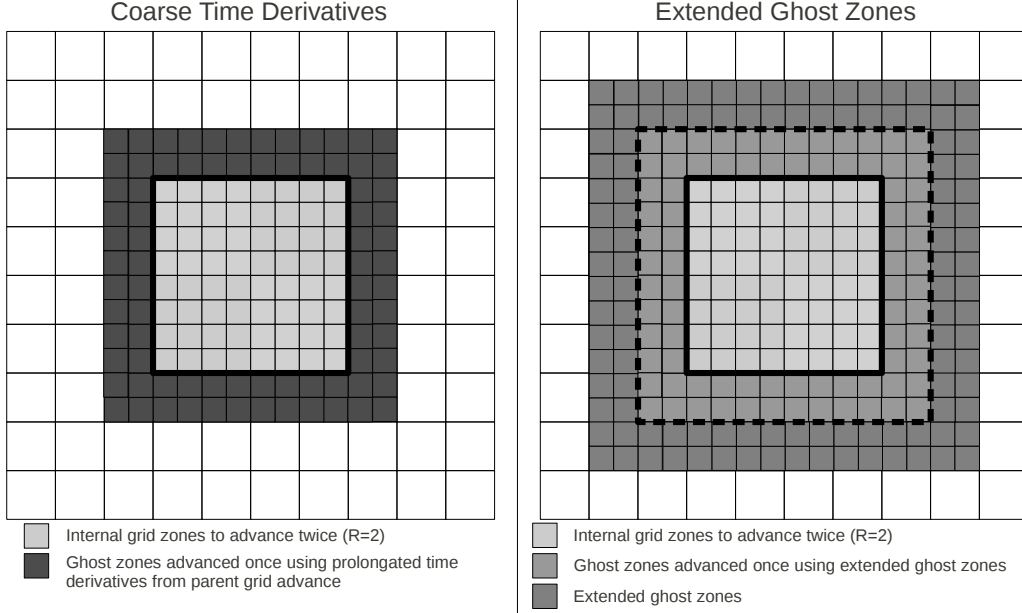 Coarse Time Derivatives
Internal grid zones to advance twice (R=2)
Ghost zones advanced once using prolongated time
derivatives from parent grid advance
Extended Ghost Zones
Internal grid zones to advance twice (R=2)
Ghost zones advanced once using extended ghost zones
Extended ghost zones